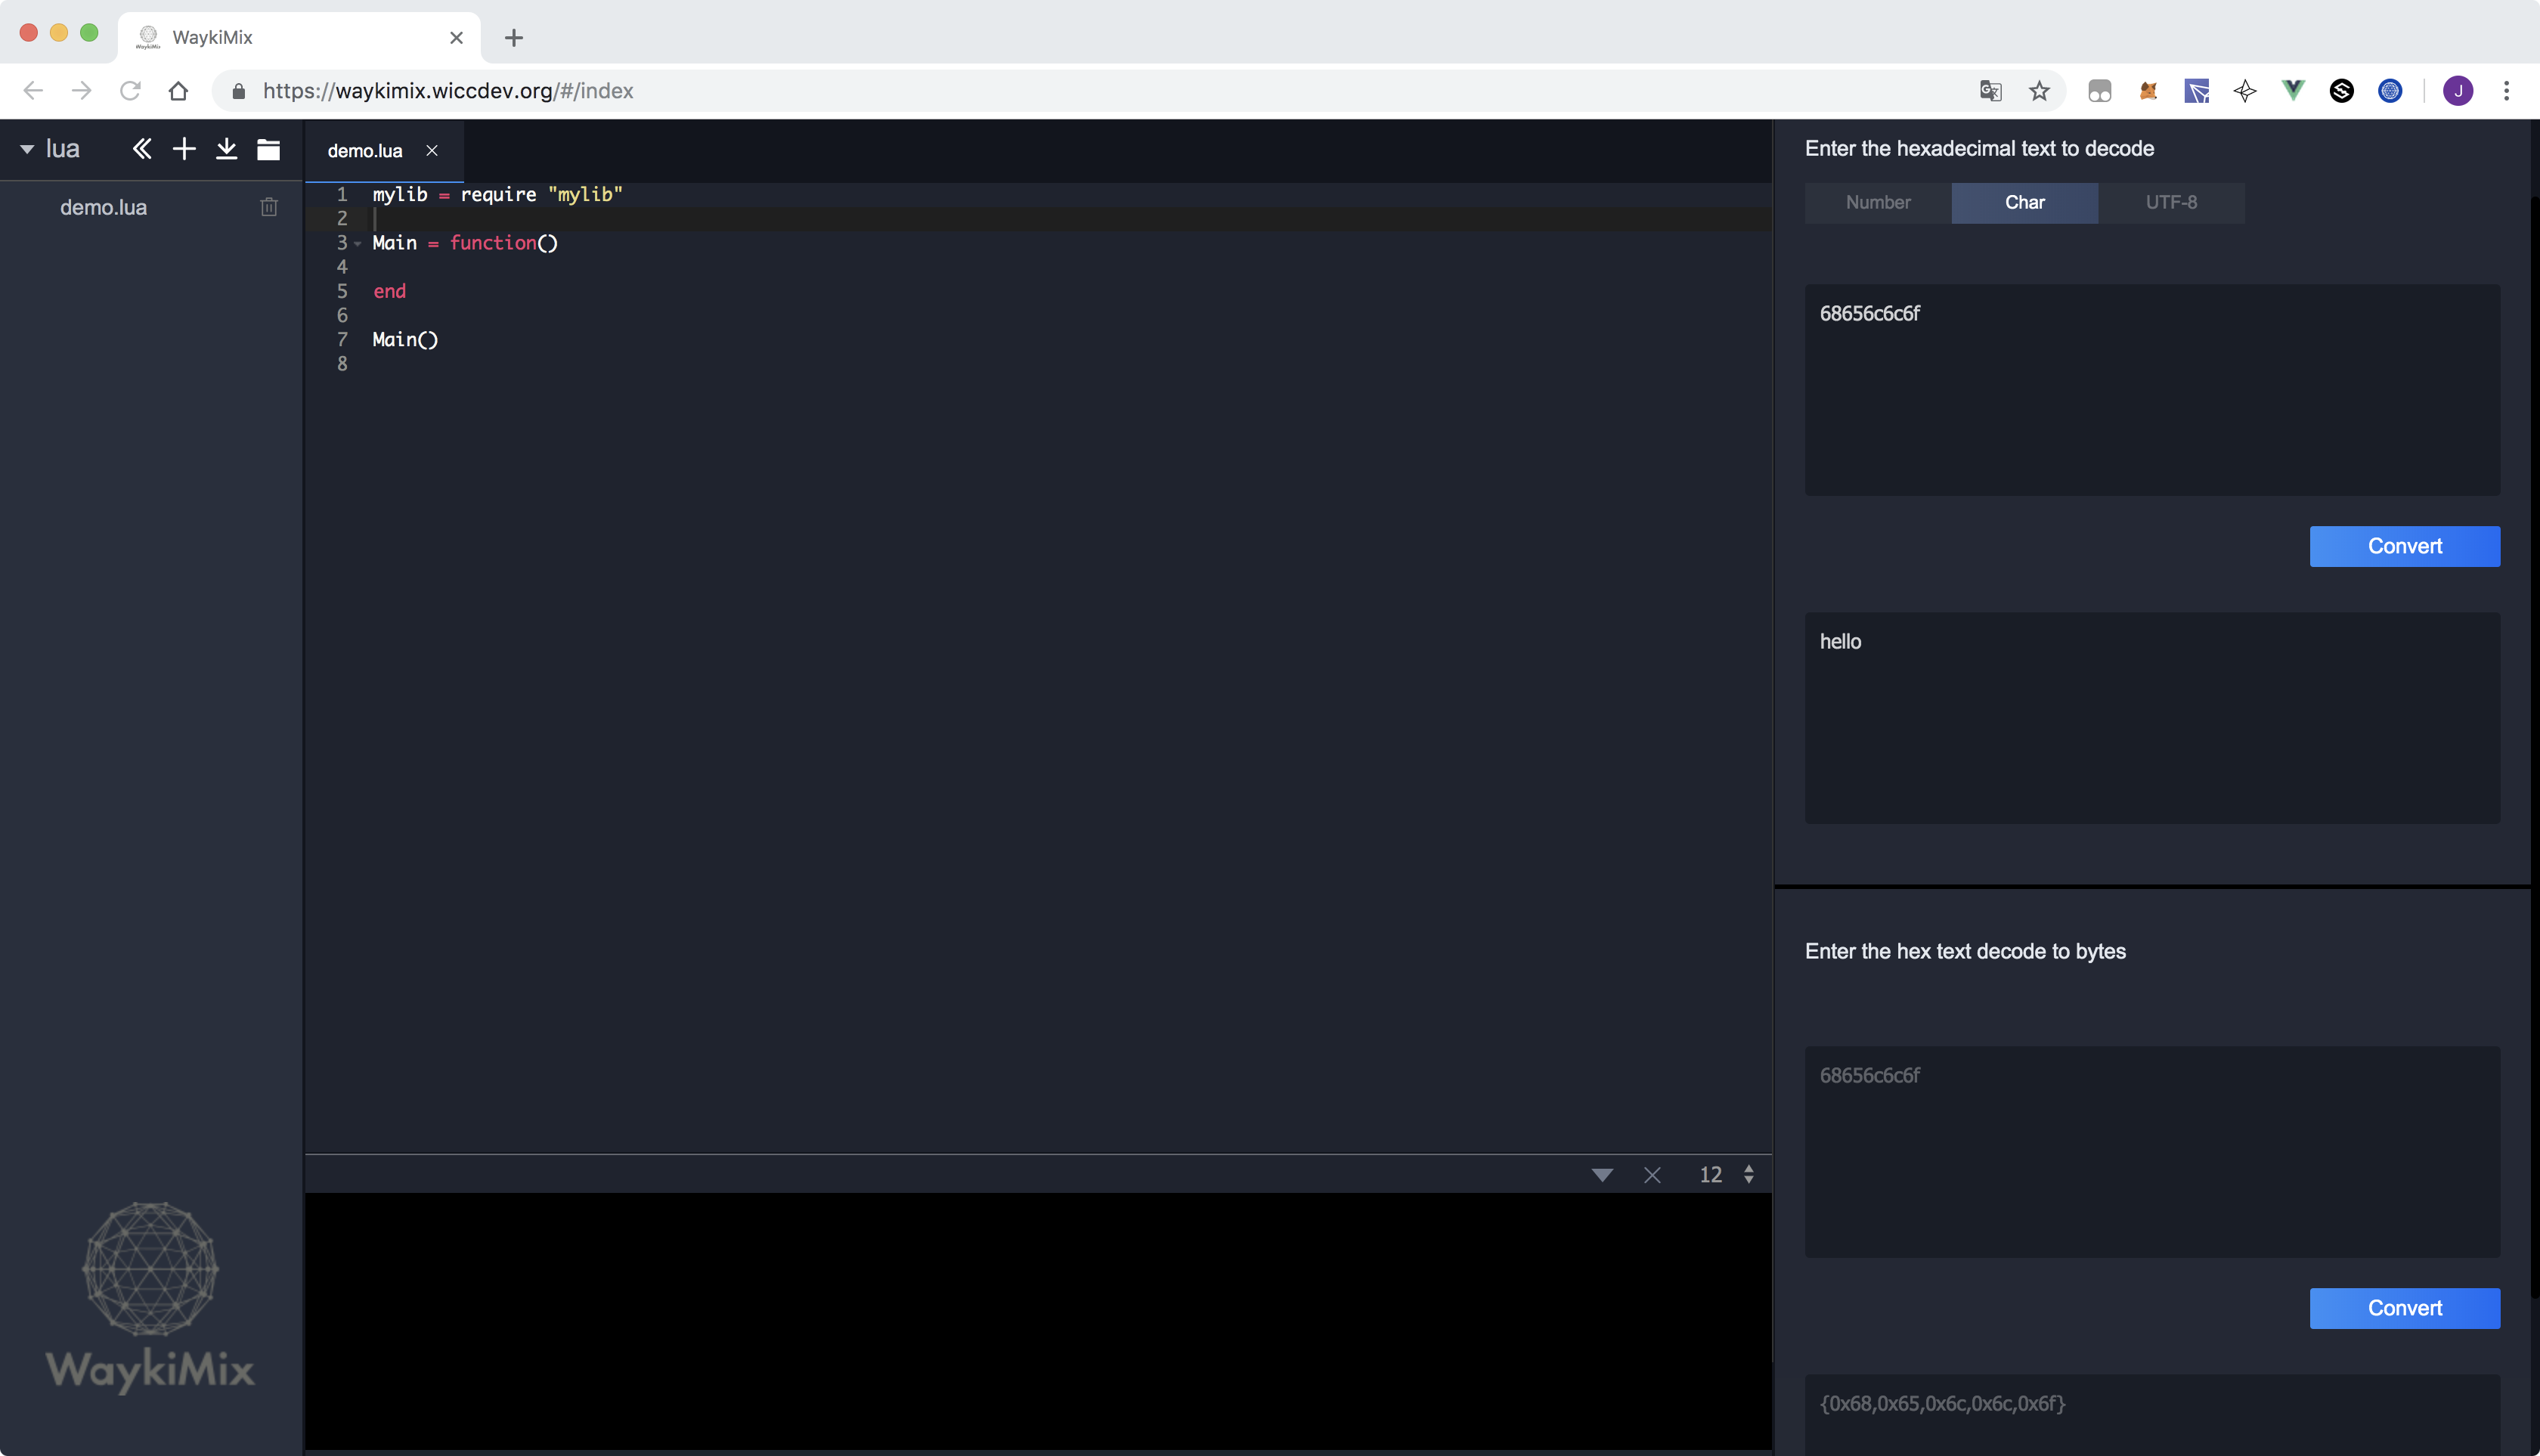 WaykiMix
https://waykimix.wiccdev.org/#/index
J
lua
demo.lua
WaykiMix
demo.lua
1 mylib = require "mylib"
2
3 Main = function()
4
5 end
6
7 Main()
8
12
Enter the hexadecimal text to decode
Number Char UTF-8
68656c6c6f
Convert
hello
Enter the hex text decode to bytes
68656c6c6f
Convert
{0x68,0x65,0x6c,0x6c,0x6f}